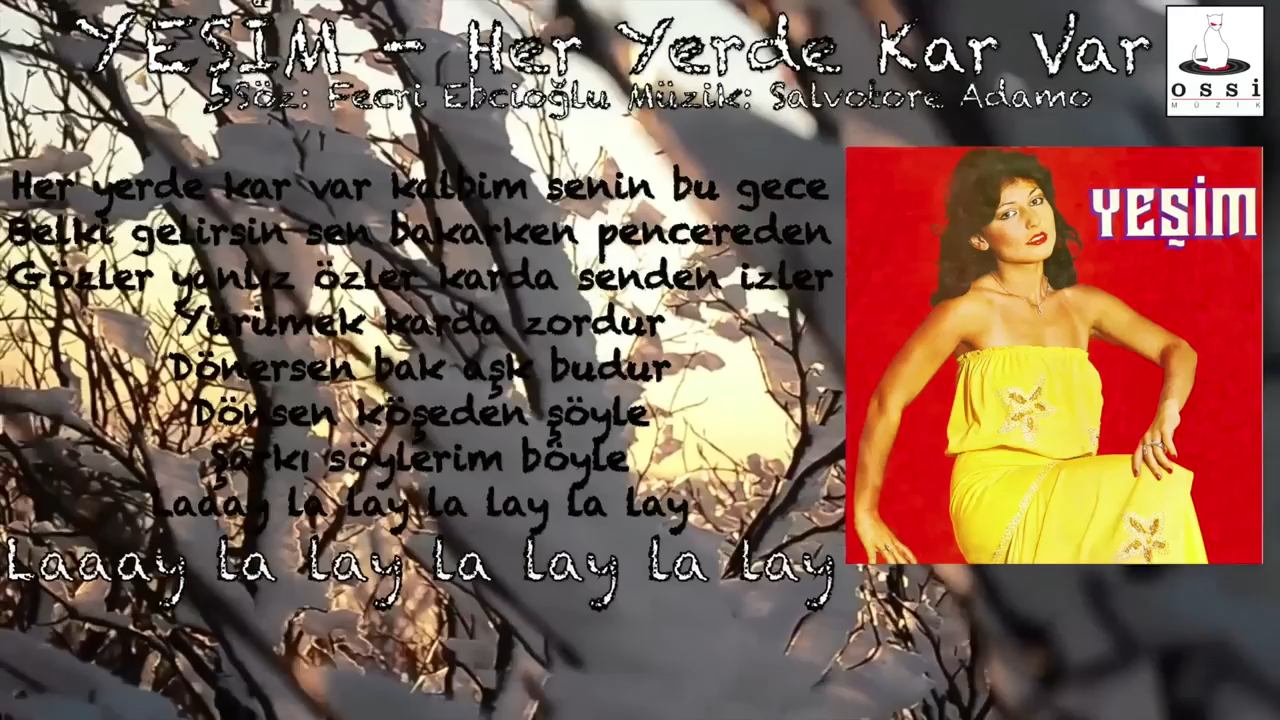 YEŞİM - Her Yerde Kar Var
Söz: Fecri Ebcioğlu Müzik: Salvotore Adamo
ossi
MÜZİK
YEŞİM
Her yerde kar var kalbim senin bu gece
Belki gelirsin sen bakarken pencereden
Gözler yanlız özler karda senden izler
Yürümek karda zordur
Dönersen bak aşk budur
Dönsen köşeden şöyle
Şarkı söylerim böyle
Laaay la lay la lay la lay
Laaay la lay la lay la lay